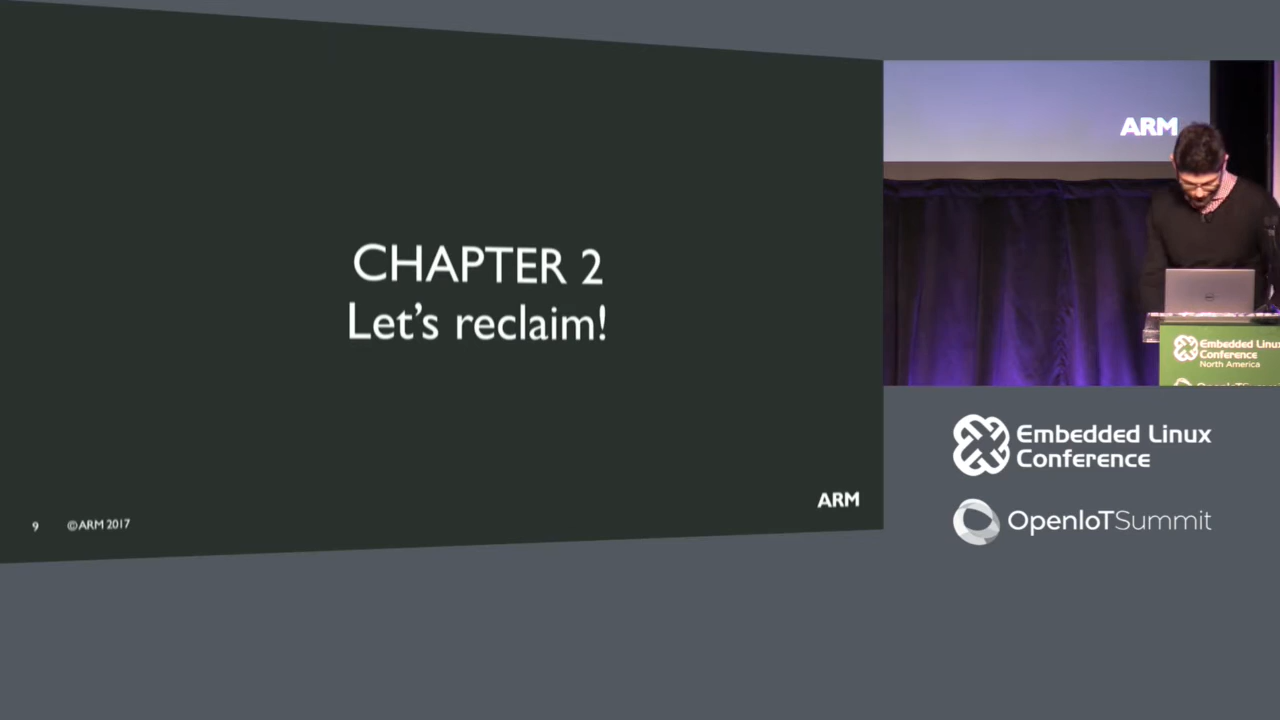 CHAPTER 2
Let's reclaim!
9 ©ARM 2017
ARM
ARM
Embedded Linux
Conference
North America
Embedded Linux
Conference
OpenIoTSummit